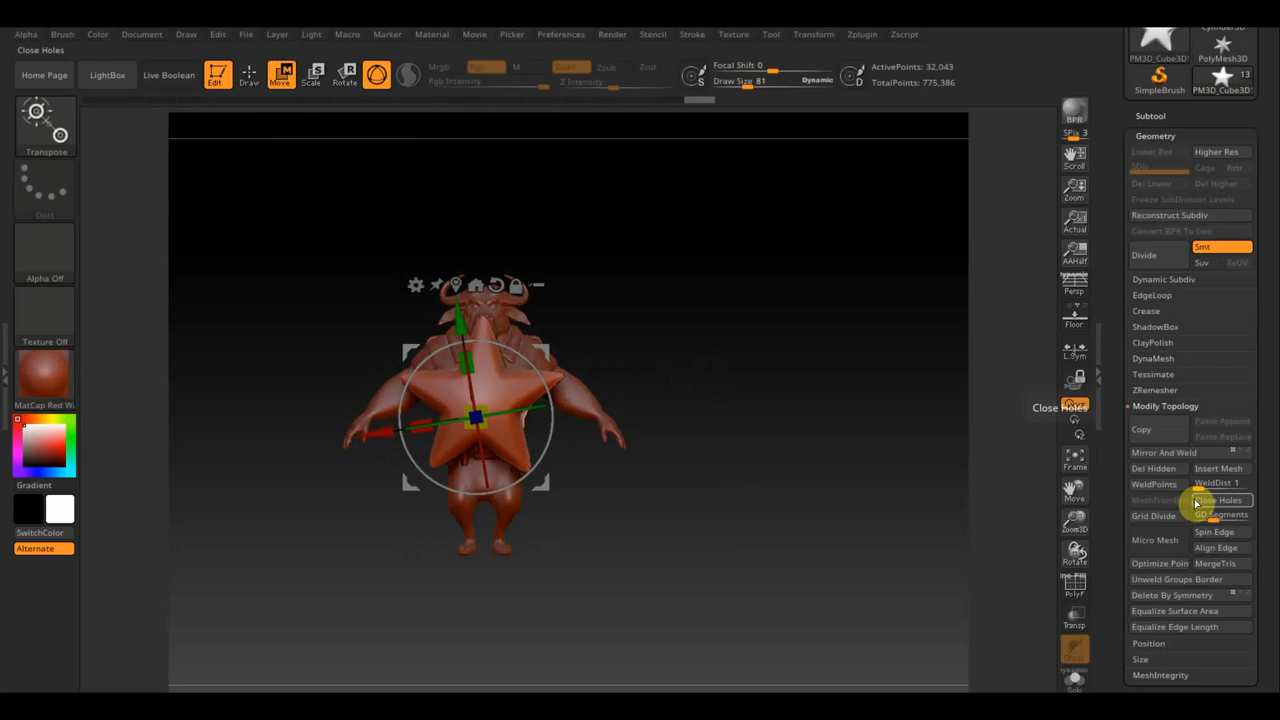 Alpha Brush Color Document Draw Edit File Layer Light Macro Marker Material Movie Picker Preferences Render Stencil Stroke Texture Tool Transform Zplugin Zscript
Close Holes
Home Page
LightBox
Live Boolean
Edit
Draw
Move
Scale
Rotate
Mrgb
Rgb
M
Zadd
Zsub
Zcut
Rgb Intensity
Z Intensity
S
Focal Shift 0
Draw Size 81
Dynamic
D
ActivePoints: 32,043
TotalPoints: 775,386
Transpose
Dots
Alpha Off
Texture Off
MatCap Red Wa
Gradient
SwitchColor
Alternate
BPR
SPix 3
Scroll
Zoom
Actual
AAHalf
Dynamic
Persp
Floor
L.Sym
Close Holes
Frame
Move
Zoom3D
Rotate
Line Fill
PolyF
Transp
Ghost
Dynamic
Solo
Cylinder3D
PM3D_Cube3D
PolyMesh3D
SimpleBrush
13
PM3D_Cube3D
Subtool
Geometry
Lower Res
Higher Res
SDiv
Cage
Rstr
Del Lower
Del Higher
Freeze SubDivision Levels
Reconstruct Subdiv
Convert BPR To Geo
Divide
Smt
Suv
ReUV
Dynamic Subdiv
EdgeLoop
Crease
ShadowBox
ClayPolish
DynaMesh
Tessimate
ZRemesher
Modify Topology
Copy
Paste Append
Paste Replace
Mirror And Weld
Del Hidden
Insert Mesh
WeldPoints
WeldDist 1
Close Holes
Grid Divide
GD Segments
Micro Mesh
Spin Edge
Align Edge
Optimize Poin
MergeTris
Unweld Groups Border
Delete By Symmetry
Equalize Surface Area
Equalize Edge Length
Position
Size
MeshIntegrity